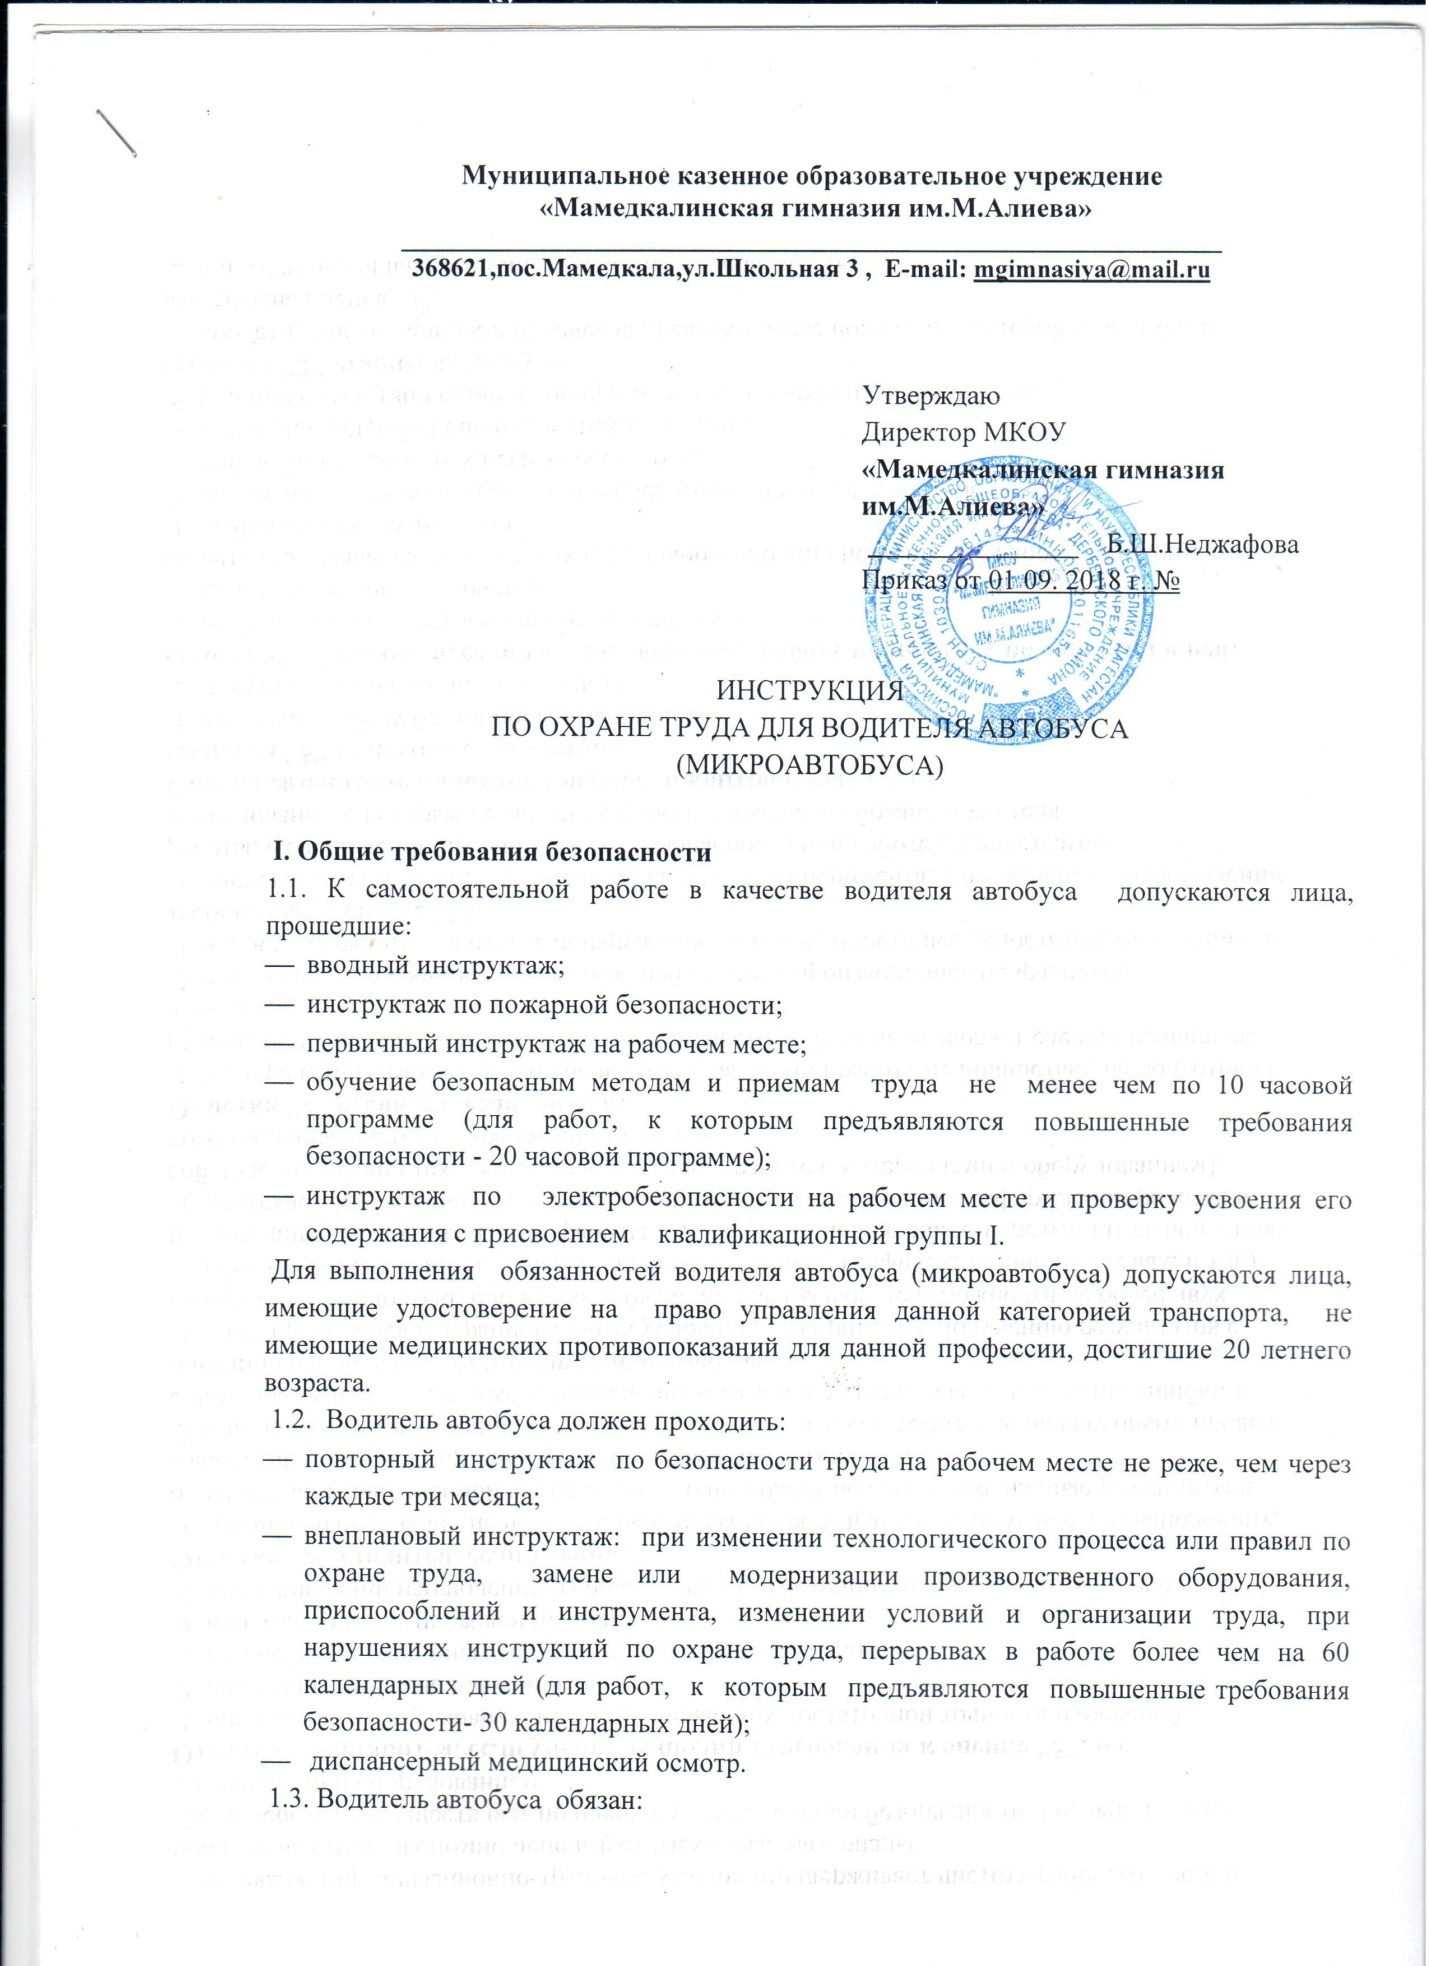 Муниципальное казенное образовательное учреждение
«Мамедкалинская гимназия им.М.Алиева»
368621,пос.Мамедкала,ул.Школьная 3 , E-mail: mgimnasiya@mail.ru
Утверждаю
Директор МКОУ
«Мамедкалинская гимназия
им.М.Алиева»
Б.Ш.Неджафова
Приказ от 01 09. 2018 г. №
МКОУ
ГИМНАЗИЯ
ИМ.М.АЛИЕВА"
ИНСТРУКЦИЯ
ПО ОХРАНЕ ТРУДА ДЛЯ ВОДИТЕЛЯ АВТОБУСА
(МИКРОАВТОБУСА)
I. Общие требования безопасности
1.1. К самостоятельной работе в качестве водителя автобуса допускаются лица,
прошедшие:
— вводный инструктаж;
— инструктаж по пожарной безопасности;
— первичный инструктаж на рабочем месте;
— обучение безопасным методам и приемам труда не менее чем по 10 часовой
программе (для работ, к которым предъявляются повышенные требования
безопасности - 20 часовой программе);
— инструктаж по электробезопасности на рабочем месте и проверку усвоения его
содержания с присвоением квалификационной группы I.
Для выполнения обязанностей водителя автобуса (микроавтобуса) допускаются лица,
имеющие удостоверение на право управления данной категорией транспорта, не
имеющие медицинских противопоказаний для данной профессии, достигшие 20 летнего
возраста.
1.2. Водитель автобуса должен проходить:
— повторный инструктаж по безопасности труда на рабочем месте не реже, чем через
каждые три месяца;
— внеплановый инструктаж: при изменении технологического процесса или правил по
охране труда, замене или модернизации производственного оборудования,
приспособлений и инструмента, изменении условий и организации труда, при
нарушениях инструкций по охране труда, перерывах в работе более чем на 60
календарных дней (для работ, к которым предъявляются повышенные требования
безопасности- 30 календарных дней);
— диспансерный медицинский осмотр.
1.3. Водитель автобуса обязан: